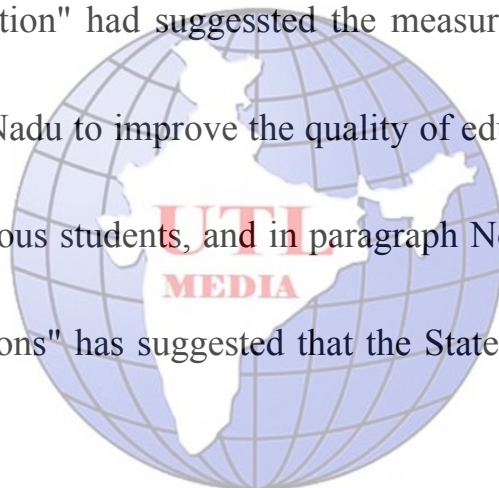 tion" had suggessted the measur
Nadu to improve the quality of edu
UTL
ous students, and in paragraph No
MEDIA
ons" has suggested that the State